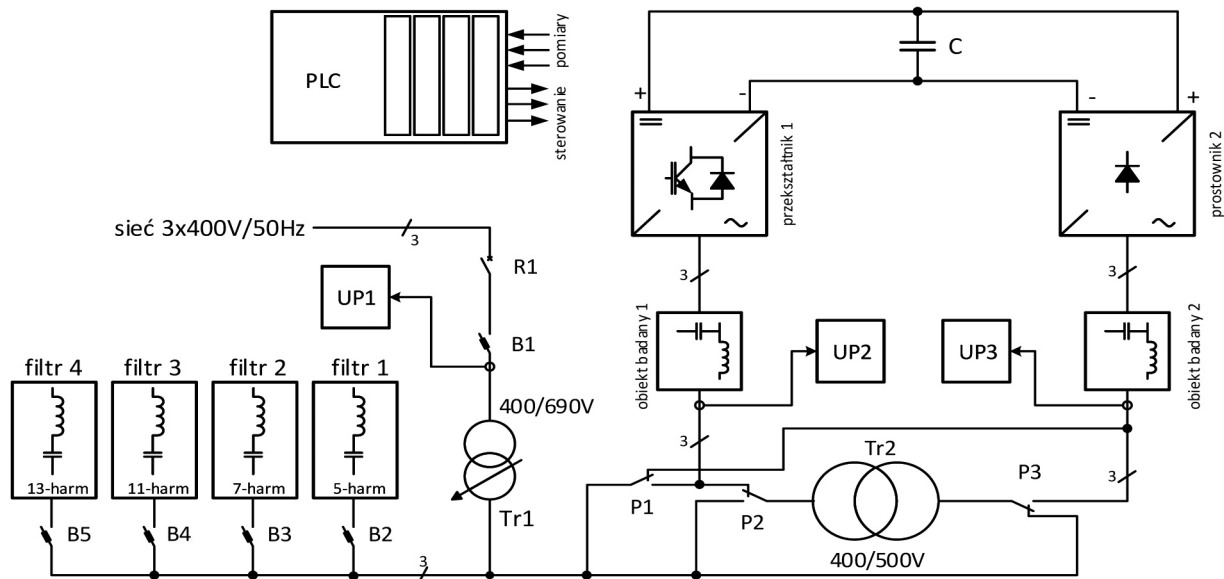 PLC
pomiary
sterowanie
C
+
-
-
+
przekształtnik 1
prostownik 2
sieć 3x400V/50Hz
3
R1
UP1
B1
3
3
obiekt badany 1
UP2
UP3
obiekt badany 2
filtr 4
filtr 3
filtr 2
filtr 1
400/690V
13-harm
11-harm
7-harm
5-harm
Tr1
3
Tr2
P3
3
P1
P2
B5
B4
B3
B2
400/500V
3